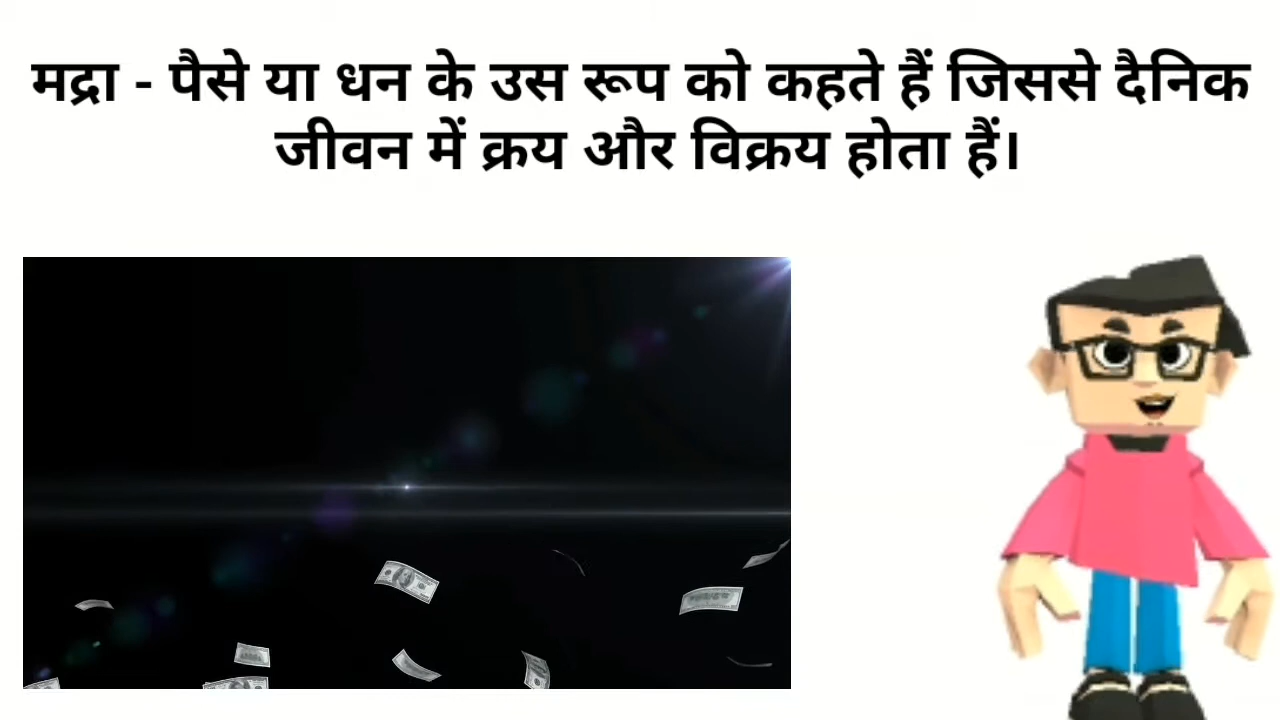 मद्रा - पैसे या धन के उस रूप को कहते हैं जिससे दैनिक
जीवन में क्रय और विक्रय होता हैं।